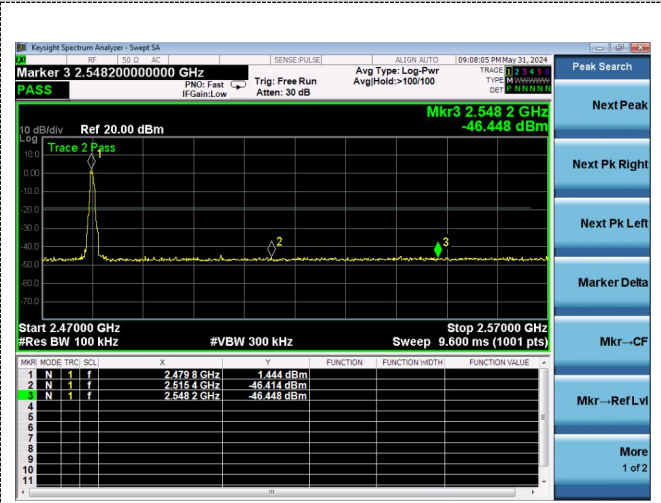 Keysight Spectrum Analyzer - Swept SA
LXI RF 50 Ω AC SENSE:PULSE ALIGN AUTO 09:08:05 PM May 31, 2024
Marker 3 2.548200000000 GHz
Avg Type: Log-Pwr
TRACE 1 2 3 4 5 6
PASS
PNO: Fast
Trig: Free Run
Avg|Hold:>100/100
TYPE
IFGain:Low
Atten: 30 dB
DET P N N N N N
Mkr3 2.548 2 GHz
-46.448 dBm
10 dB/div Ref 20.00 dBm
Log
Trace 2 Pass
10.0
0.00
-10.0
-20.0
-30.0
-40.0
-50.0
-60.0
-70.0
1
2
3
Start 2.47000 GHz
Stop 2.57000 GHz
#Res BW 100 kHz
#VBW 300 kHz
Sweep 9.600 ms (1001 pts)
MKR MODE TRC SCL X Y FUNCTION FUNCTION WIDTH FUNCTION VALUE
1 N 1 f 2.479 8 GHz 1.444 dBm
2 N 1 f 2.515 4 GHz -46.414 dBm
3 N 1 f 2.548 2 GHz -46.448 dBm
4
5
6
7
8
9
10
11
Peak Search
Next Peak
Next Pk Right
Next Pk Left
Marker Delta
Mkr→CF
Mkr→Ref Lvl
More
1 of 2